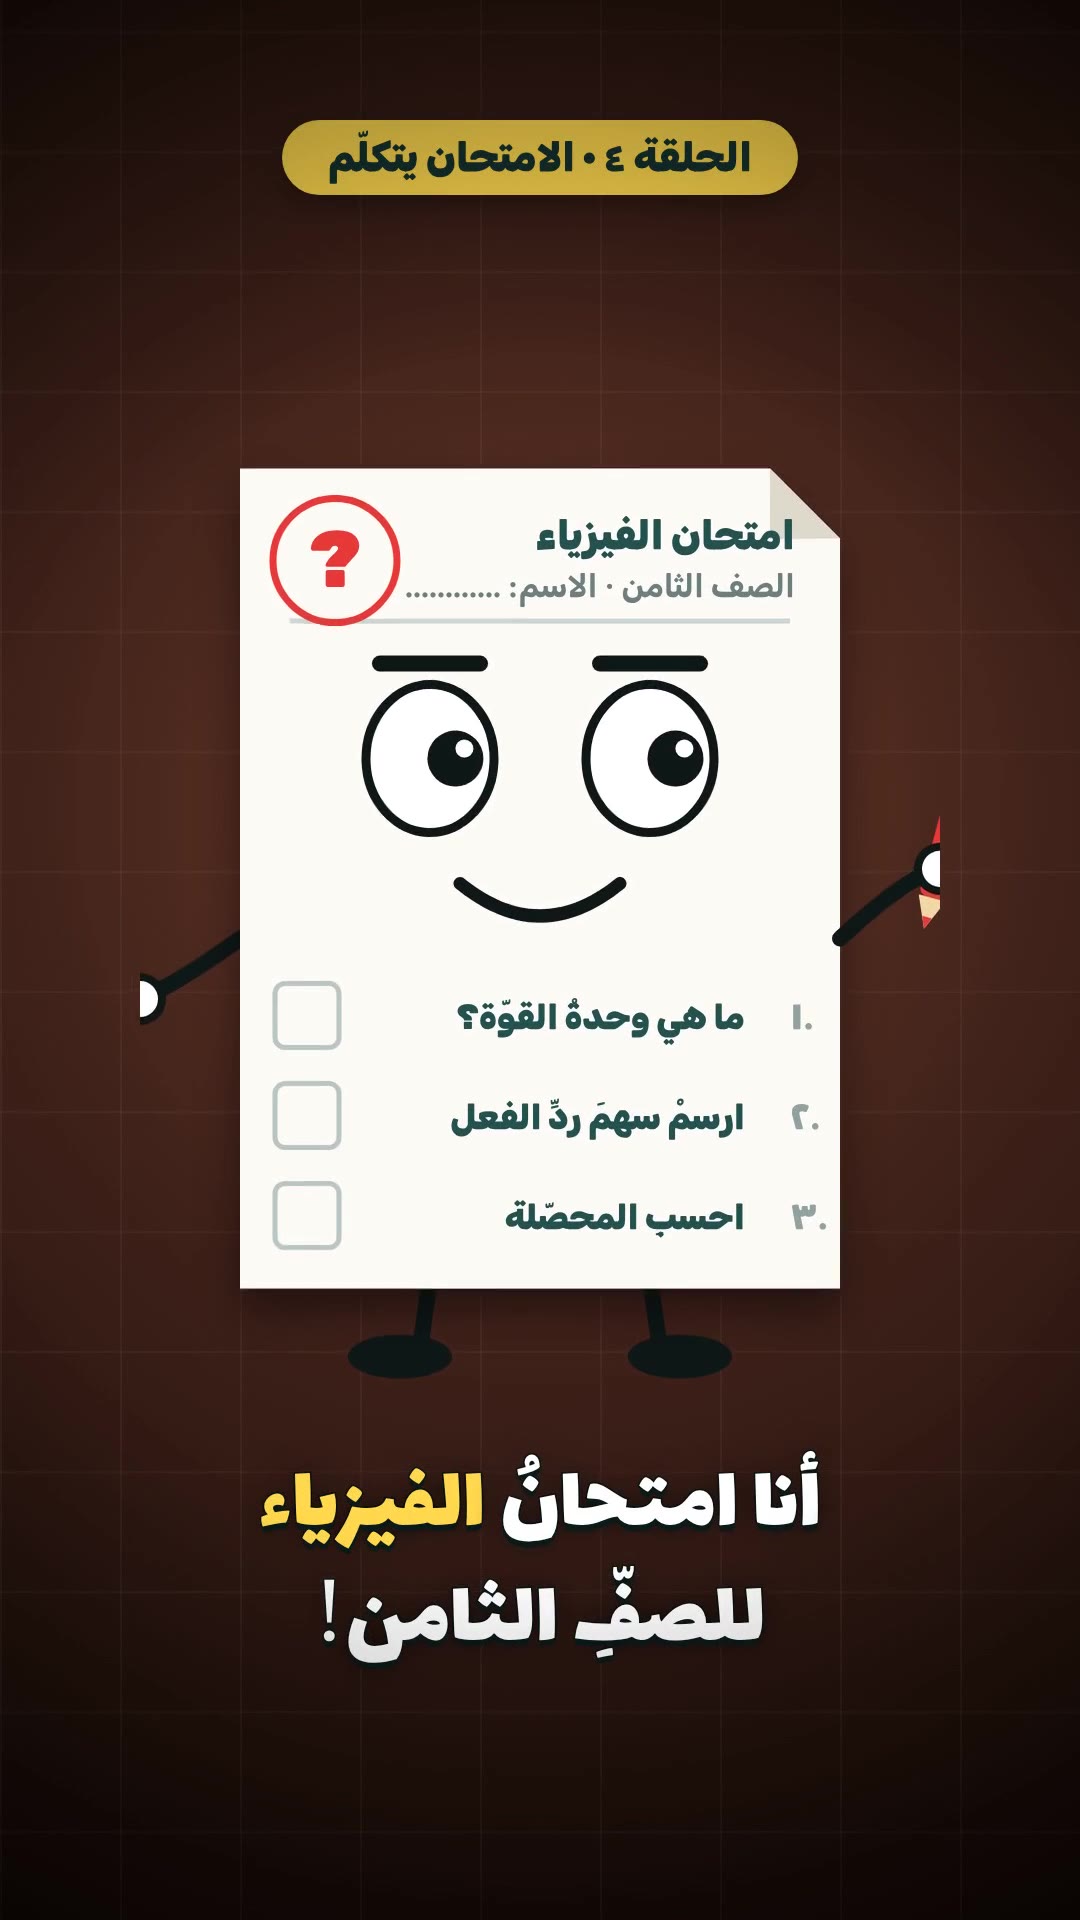 الحلقة ٤ • الامتحان يتكلّم
امتحان الفيزياء
?
الصف الثامن · الاسم: ............
١. ما هي وحدةُ القوّة؟
٢. ارسمْ سهمَ ردِّ الفعل
٣. احسب المحصّلة
أنا امتحانُ الفيزياء
للصفِّ الثامن!